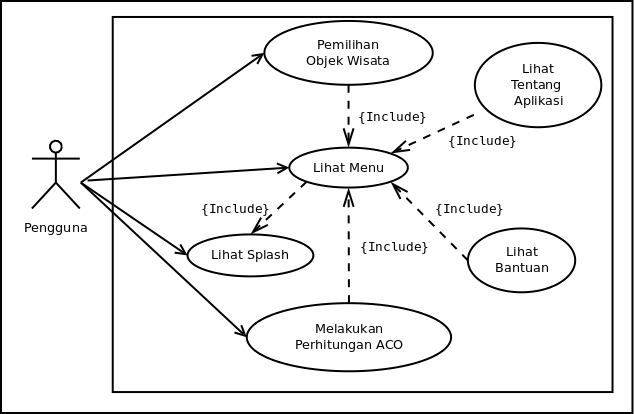 Pemilihan
Objek Wisata
Lihat
Tentang
Aplikasi
{Include}
{Include}
Lihat Menu
{Include}
{Include}
Pengguna
Lihat Splash
{Include}
Lihat
Bantuan
Melakukan
Perhitungan ACO